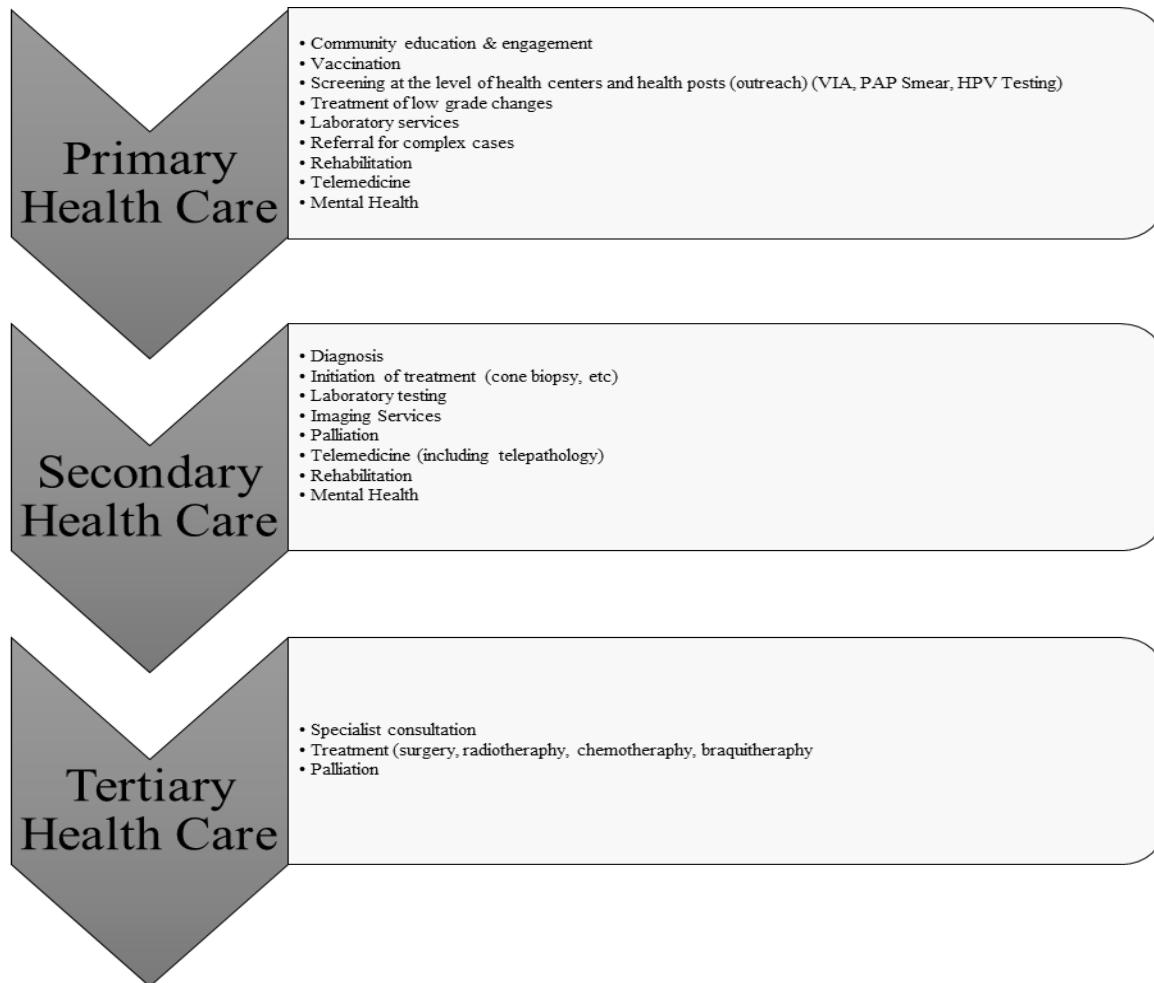 Primary
Health Care
• Community education & engagement
• Vaccination
• Screening at the level of health centers and health posts (outreach) (VIA, PAP Smear, HPV Testing)
• Treatment of low grade changes
• Laboratory services
• Referral for complex cases
• Rehabilitation
• Telemedicine
• Mental Health
Secondary
Health Care
• Diagnosis
• Initiation of treatment (cone biopsy, etc)
• Laboratory testing
• Imaging Services
• Palliation
• Telemedicine (including telepathology)
• Rehabilitation
• Mental Health
Tertiary
Health Care
• Specialist consultation
• Treatment (surgery, radiotheraphy, chemotheraphy, braquitheraphy
• Palliation